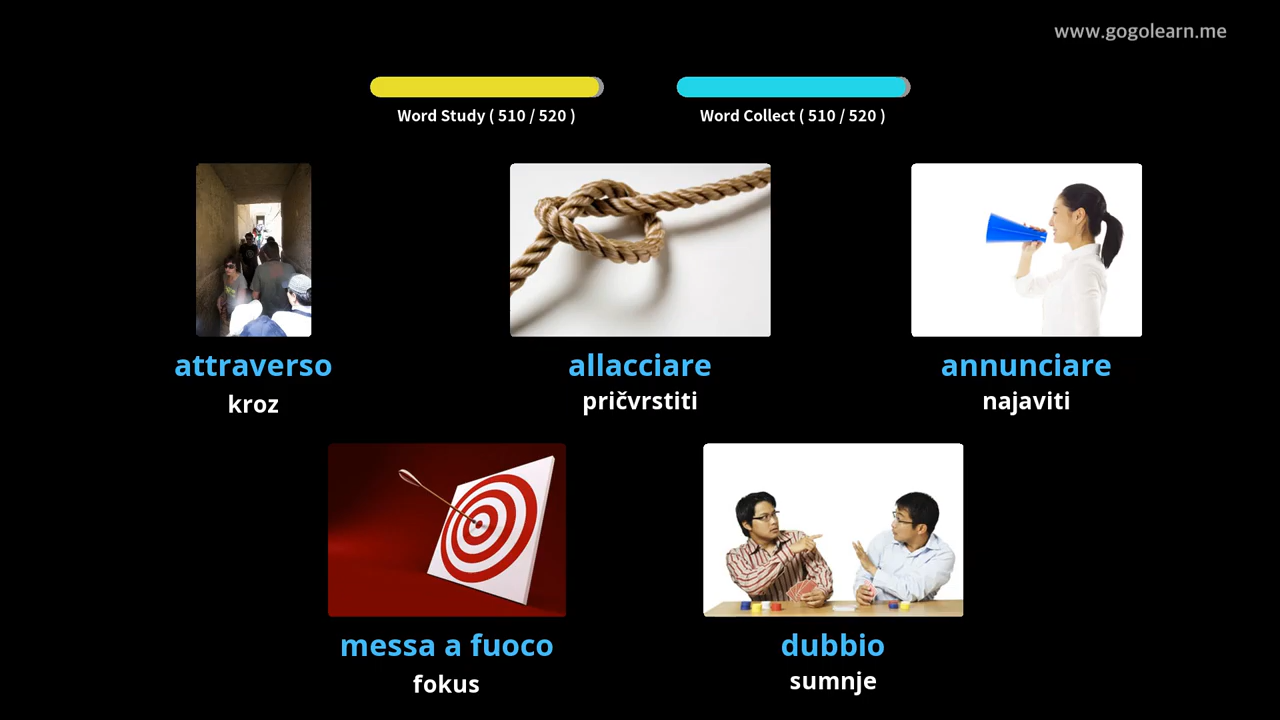 www.gogolearn.me
Word Study ( 510 / 520 )
Word Collect ( 510 / 520 )
attraverso
kroz
allacciare
pričvrstiti
annunciare
najaviti
messa a fuoco
fokus
dubbio
sumnje